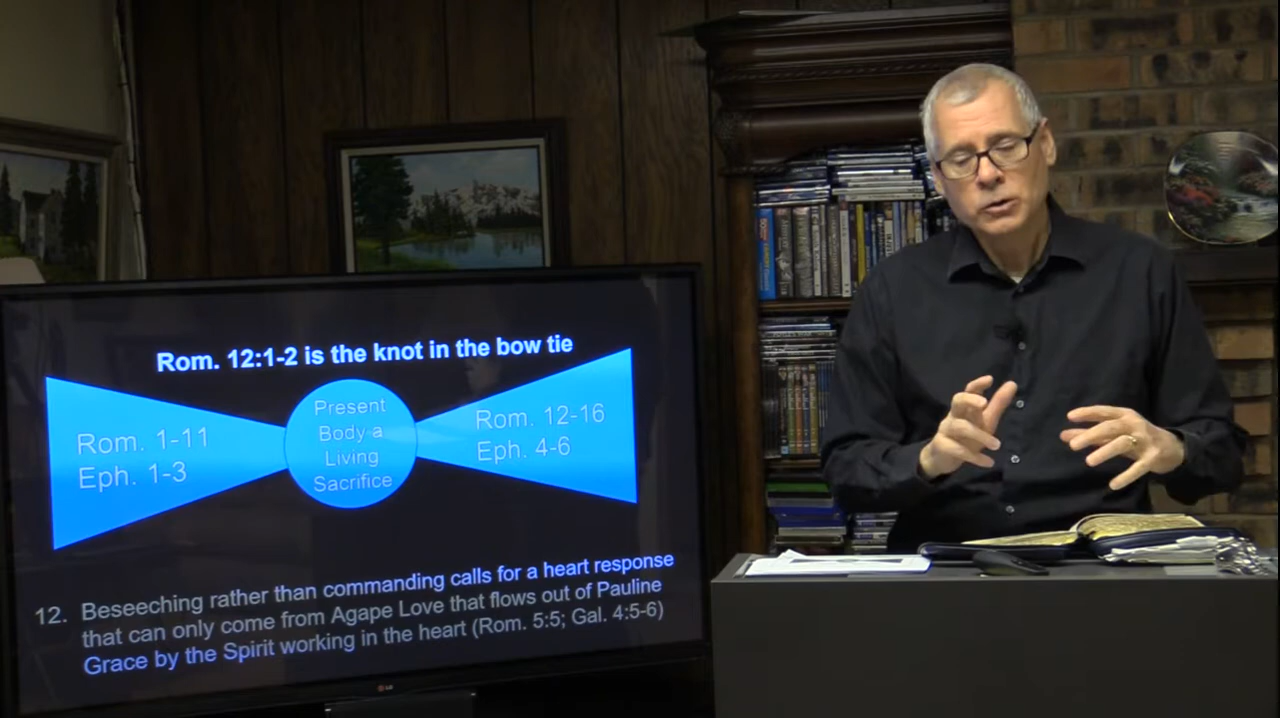 Rom. 12:1-2 is the knot in the bow tie
Rom. 1-11
Eph. 1-3
Present
Body a
Living
Sacrifice
Rom. 12-16
Eph. 4-6
12. Beseeching rather than commanding calls for a heart response
that can only come from Agape Love that flows out of Pauline
Grace by the Spirit working in the heart (Rom. 5:5; Gal. 4:5-6)
LG